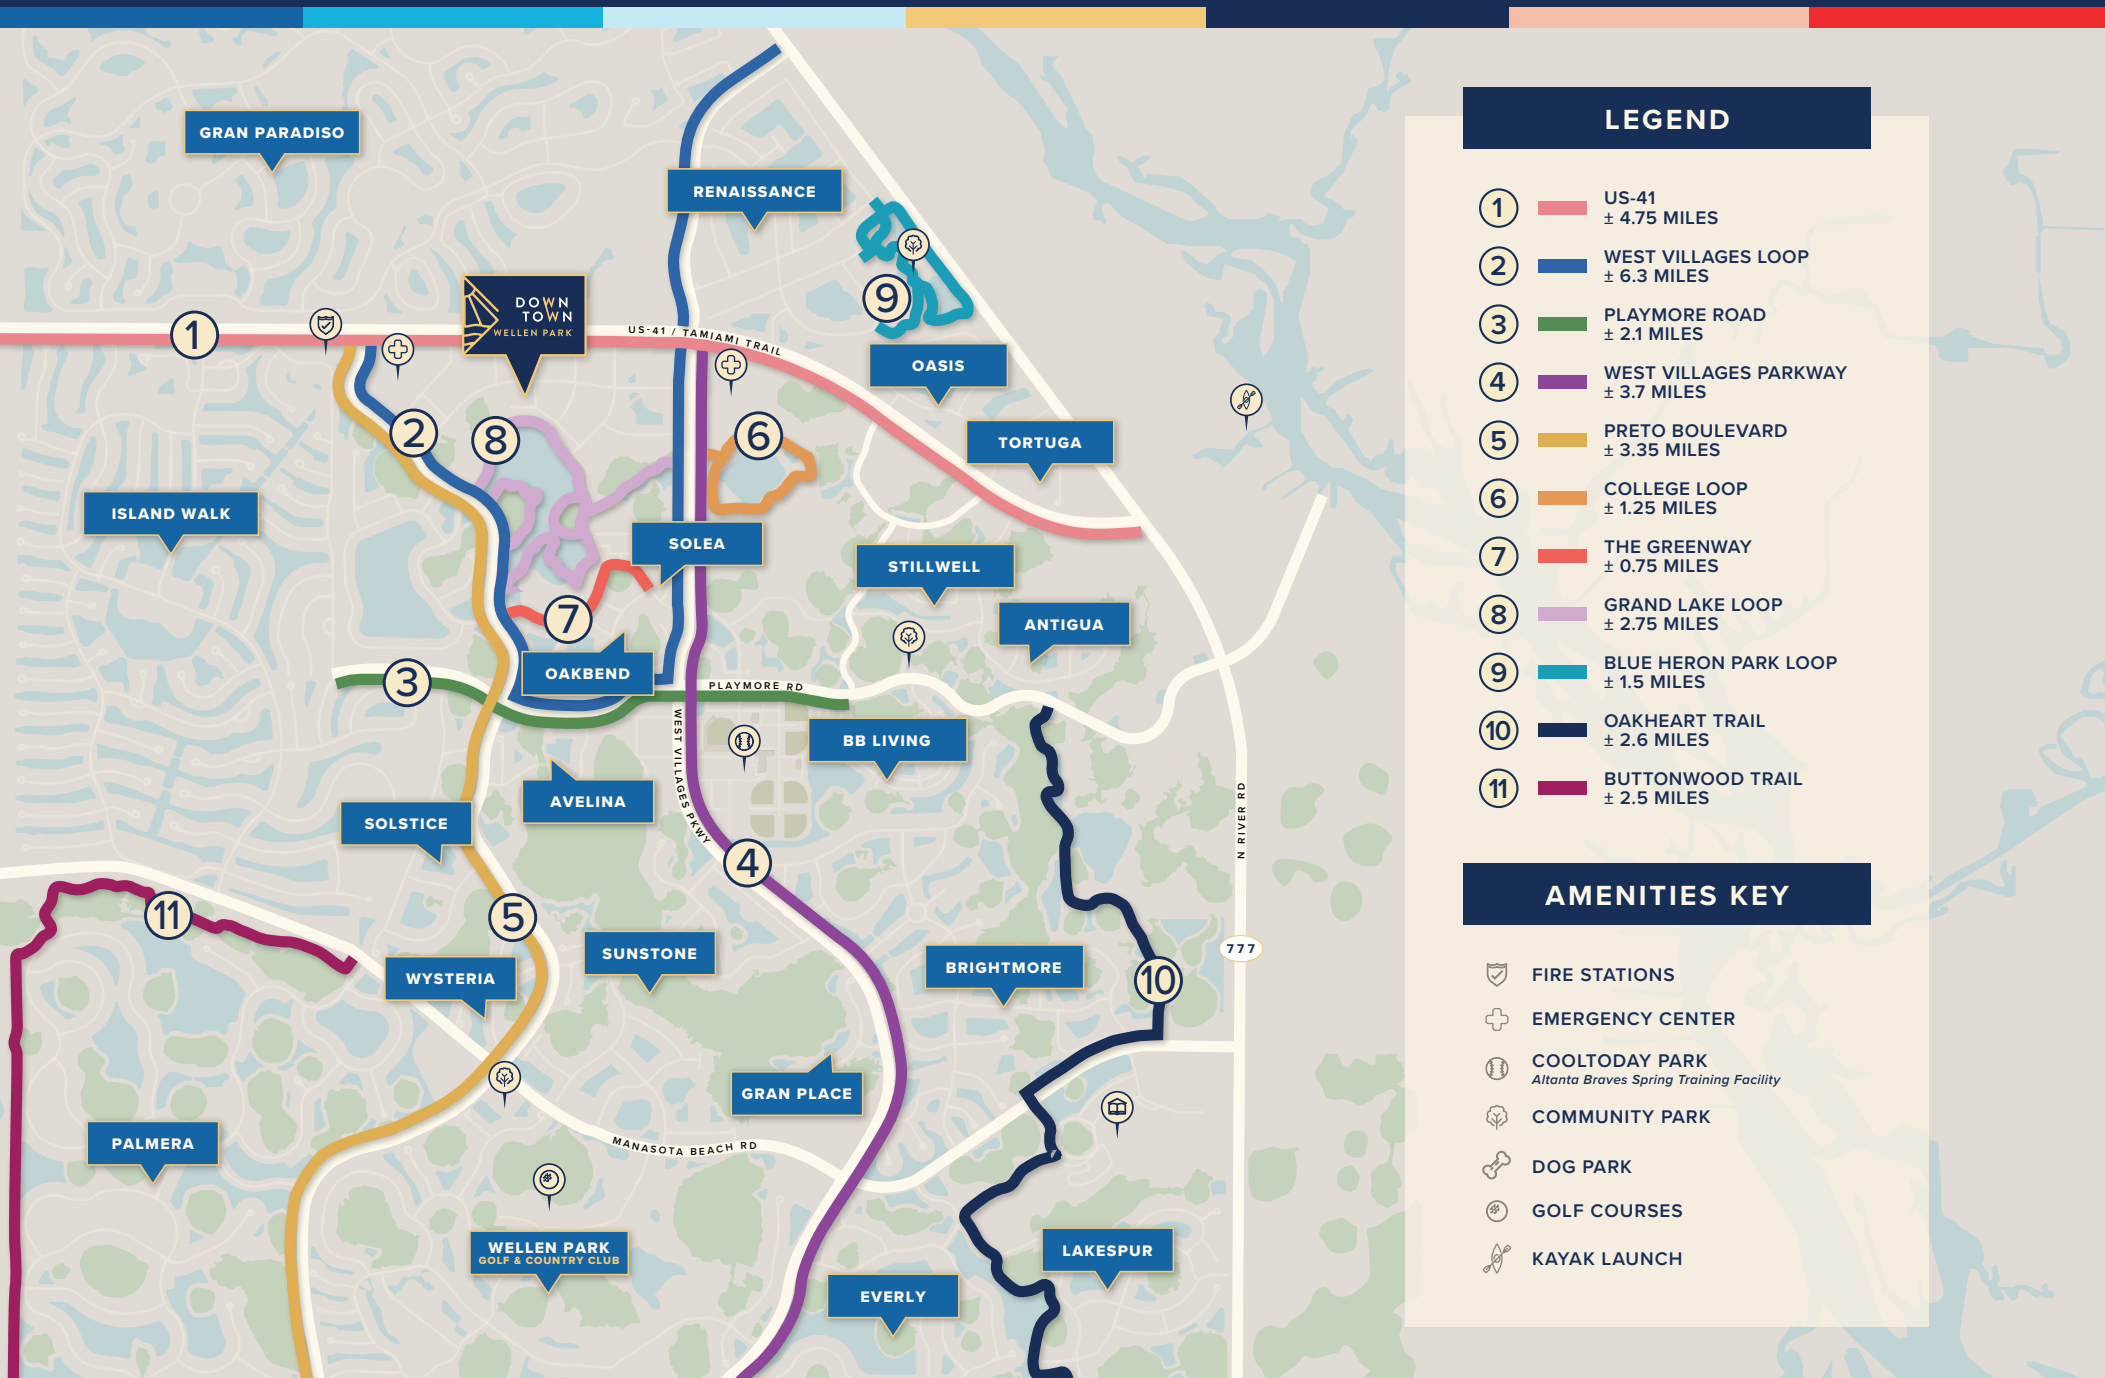 GRAN PARADISO
RENAISSANCE
DOWN
TOWN
WELLEN PARK
1
US-41 / TAMIAMI TRAIL
9
OASIS
2
8
6
TORTUGA
ISLAND WALK
SOLEA
STILLWELL
7
ANTIGUA
OAKBEND
3
PLAYMORE RD
WEST VILLAGES PKWY
BB LIVING
AVELINA
SOLSTICE
N RIVER RD
4
11
5
SUNSTONE
777
WYSTERIA
BRIGHTMORE
10
GRAN PLACE
PALMERA
MANASOTA BEACH RD
WELLEN PARK
GOLF & COUNTRY CLUB
LAKESPUR
EVERLY
LEGEND
1 US-41
± 4.75 MILES
2 WEST VILLAGES LOOP
± 6.3 MILES
3 PLAYMORE ROAD
± 2.1 MILES
4 WEST VILLAGES PARKWAY
± 3.7 MILES
5 PRETO BOULEVARD
± 3.35 MILES
6 COLLEGE LOOP
± 1.25 MILES
7 THE GREENWAY
± 0.75 MILES
8 GRAND LAKE LOOP
± 2.75 MILES
9 BLUE HERON PARK LOOP
± 1.5 MILES
10 OAKHEART TRAIL
± 2.6 MILES
11 BUTTONWOOD TRAIL
± 2.5 MILES
AMENITIES KEY
FIRE STATIONS
EMERGENCY CENTER
COOLTODAY PARK
Altanta Braves Spring Training Facility
COMMUNITY PARK
DOG PARK
GOLF COURSES
KAYAK LAUNCH